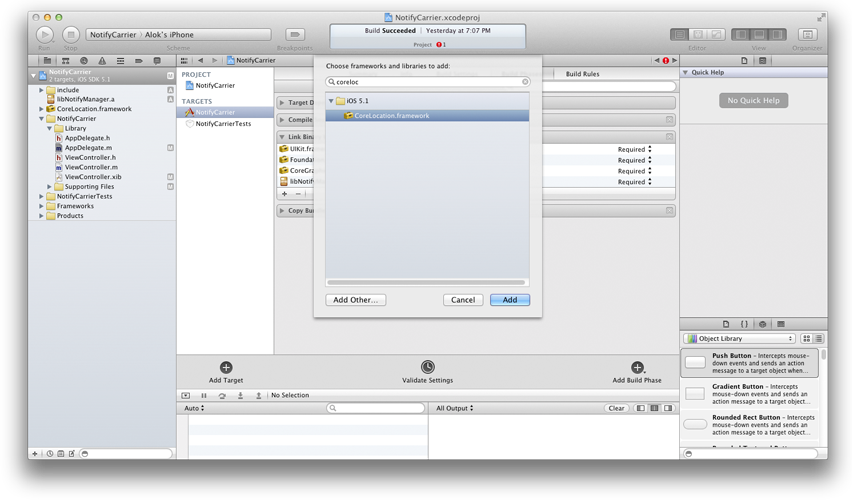 NotifyCarrier.xcodeproj
Run
Stop
NotifyCarrier
Alok's iPhone
Scheme
Breakpoints
Build Succeeded | Yesterday at 7:07 PM
Project 1
Editor
View
Organizer
NotifyCarrier
2 targets, iOS SDK 5.1
M
include
A
libNotifyManager.a
A
CoreLocation.framework
NotifyCarrier
Library
AppDelegate.h
AppDelegate.m
M
ViewController.h
ViewController.m
ViewController.xib
M
Supporting Files
M
NotifyCarrierTests
Frameworks
Products
NotifyCarrier
PROJECT
NotifyCarrier
TARGETS
NotifyCarrier
NotifyCarrierTests
Build Rules
Target D
Compile
Link Bina
UIKit.fra
Required
Founda
Required
CoreGra
Required
libNotif
Required
Copy Bu
Choose frameworks and libraries to add:
coreloc
iOS 5.1
CoreLocation.framework
Add Other...
Cancel
Add
Add Target
Validate Settings
Add Build Phase
No Selection
Auto
All Output
Clear
Quick Help
No Quick Help
Object Library
Push Button – Intercepts mouse-
down events and sends an action
message to a target object when...
Gradient Button – Intercepts
mouse-down events and sends an
action message to a target object...
Rounded Rect Button – Intercepts
mouse-down events and sends an
action message to a target object...